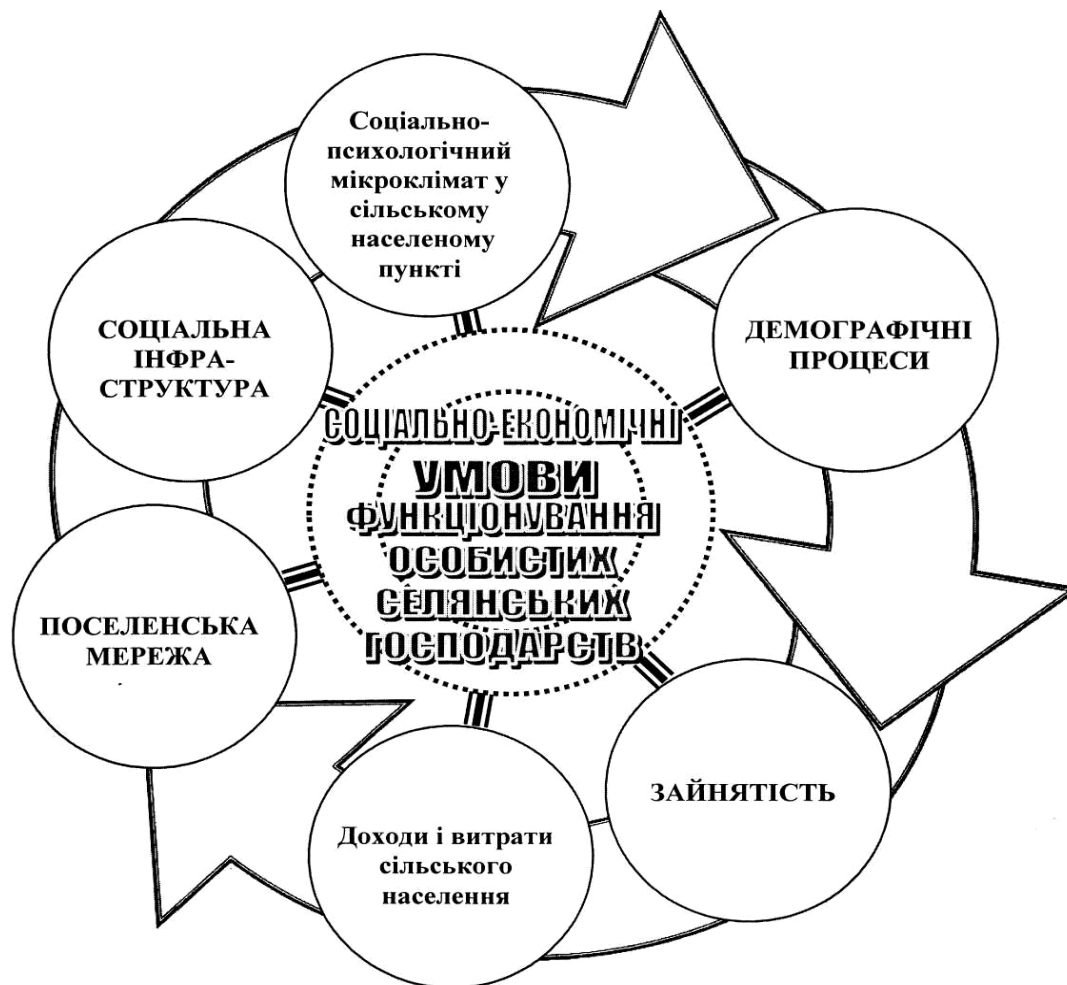 Соціально-
психологічний
мікроклімат у
сільському
населеному
пункті
ДЕМОГРАФІЧНІ
ПРОЦЕСИ
СОЦІАЛЬНА
ІНФРА-
СТРУКТУРА
СОЦІАЛЬНО-ЕКОНОМІЧНІ
УМОВИ
ФУНКЦІОНУВАННЯ
ОСОБИСТИХ
СЕЛЯНСЬКИХ
ГОСПОДАРСТВ
ПОСЕЛЕНСЬКА
МЕРЕЖА
ЗАЙНЯТІСТЬ
Доходи і витрати
сільського
населення